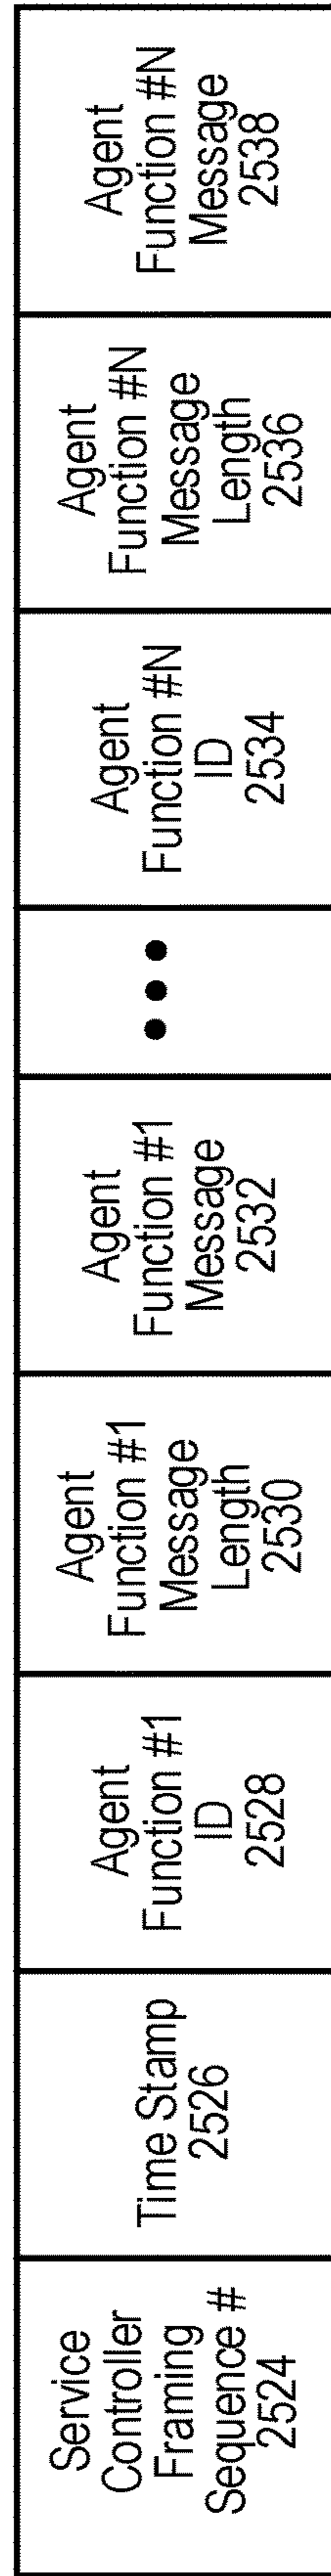 Service
Controller
Framing
Sequence #
2524
Time Stamp
2526
Agent
Function #1
ID
2528
Agent
Function #1
Message
Length
2530
Agent
Function #1
Message
2532
•••
Agent
Function #N
ID
2534
Agent
Function #N
Message
Length
2536
Agent
Function #N
Message
2538